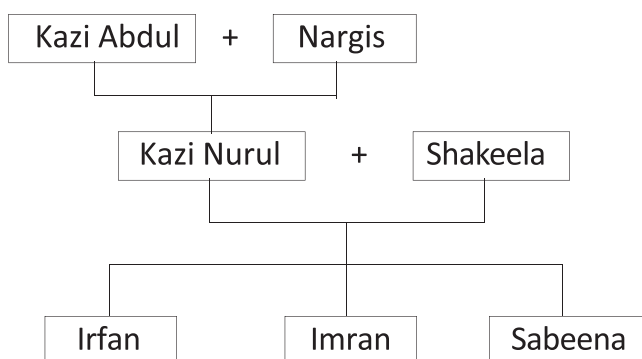 Kazi Abdul + Nargis
Kazi Nurul + Shakeela
Irfan Imran Sabeena